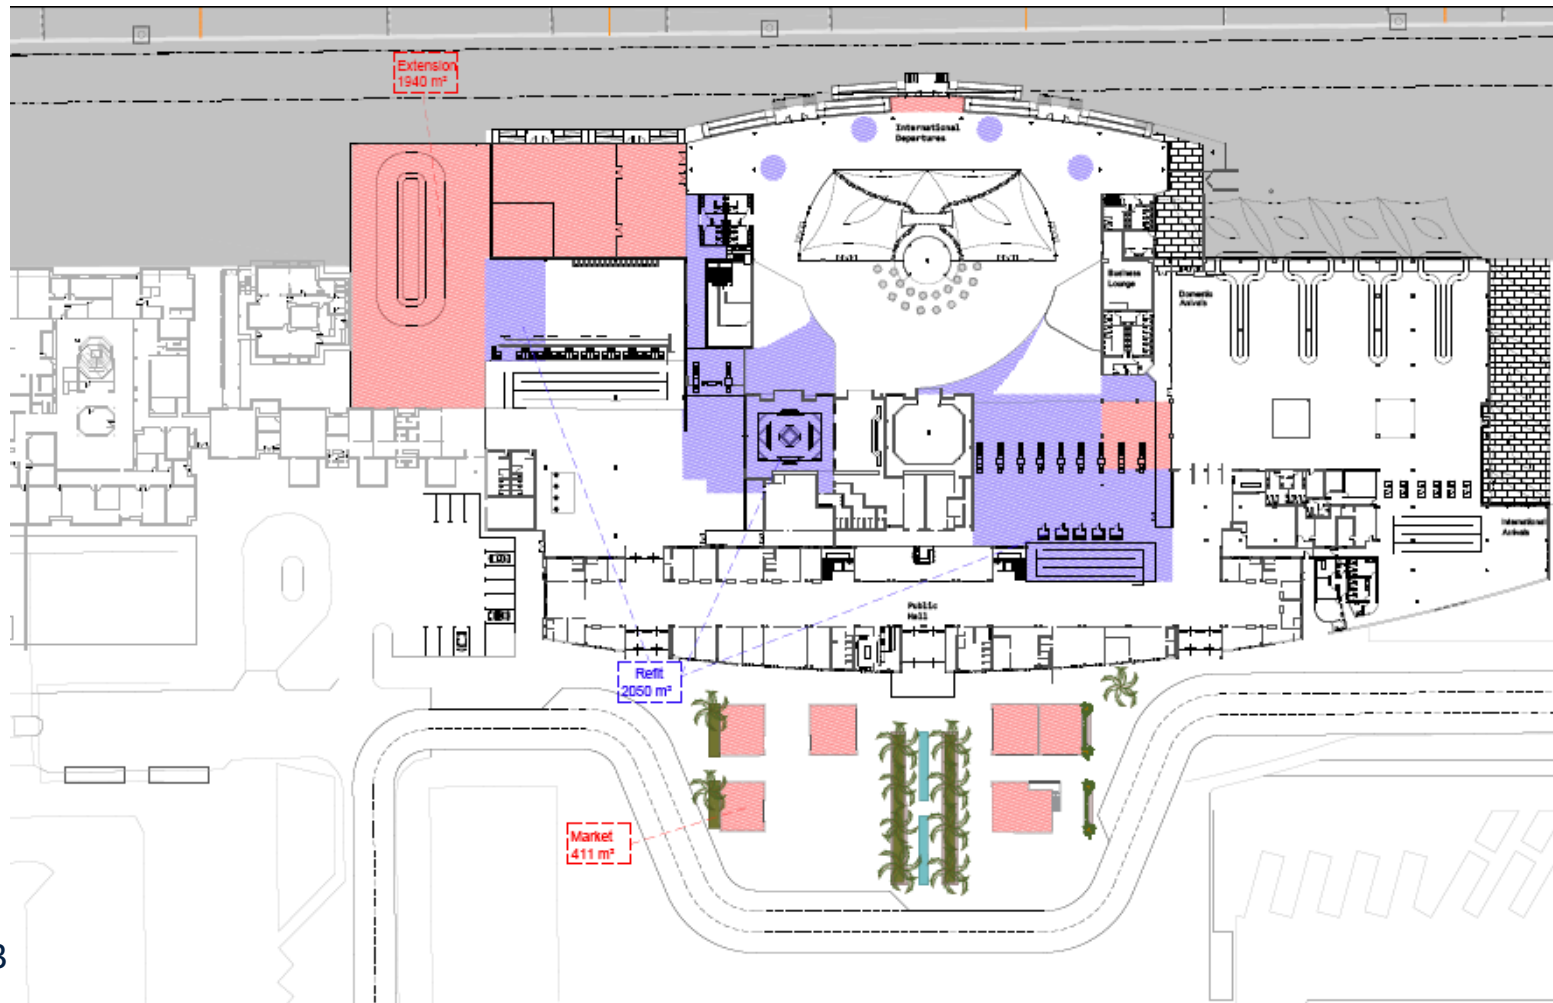 Extension
1940 m²
International
Departures
Business
Lounge
Domestic
Arrivals
International
Arrivals
Public
Hall
Refit
2050 m²
Market
411 m²
3